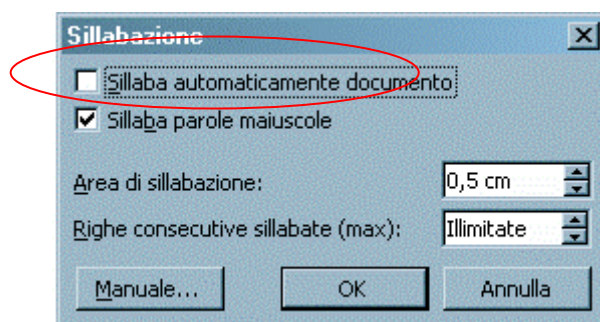 Sillabazione
Sillaba automaticamente documento
Sillaba parole maiuscole
Area di sillabazione: 0,5 cm
Righe consecutive sillabate (max): Illimitate
Manuale... OK Annulla